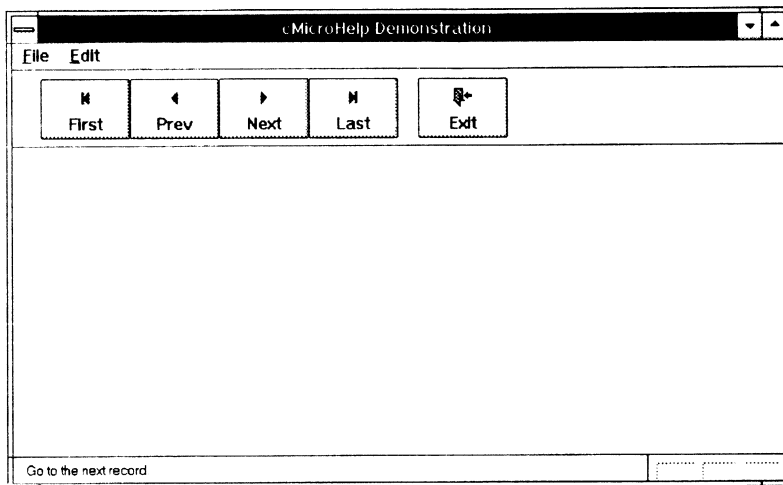 cMicroHelp Demonstration
File Edit
First Prev Next Last Exit
Go to the next record